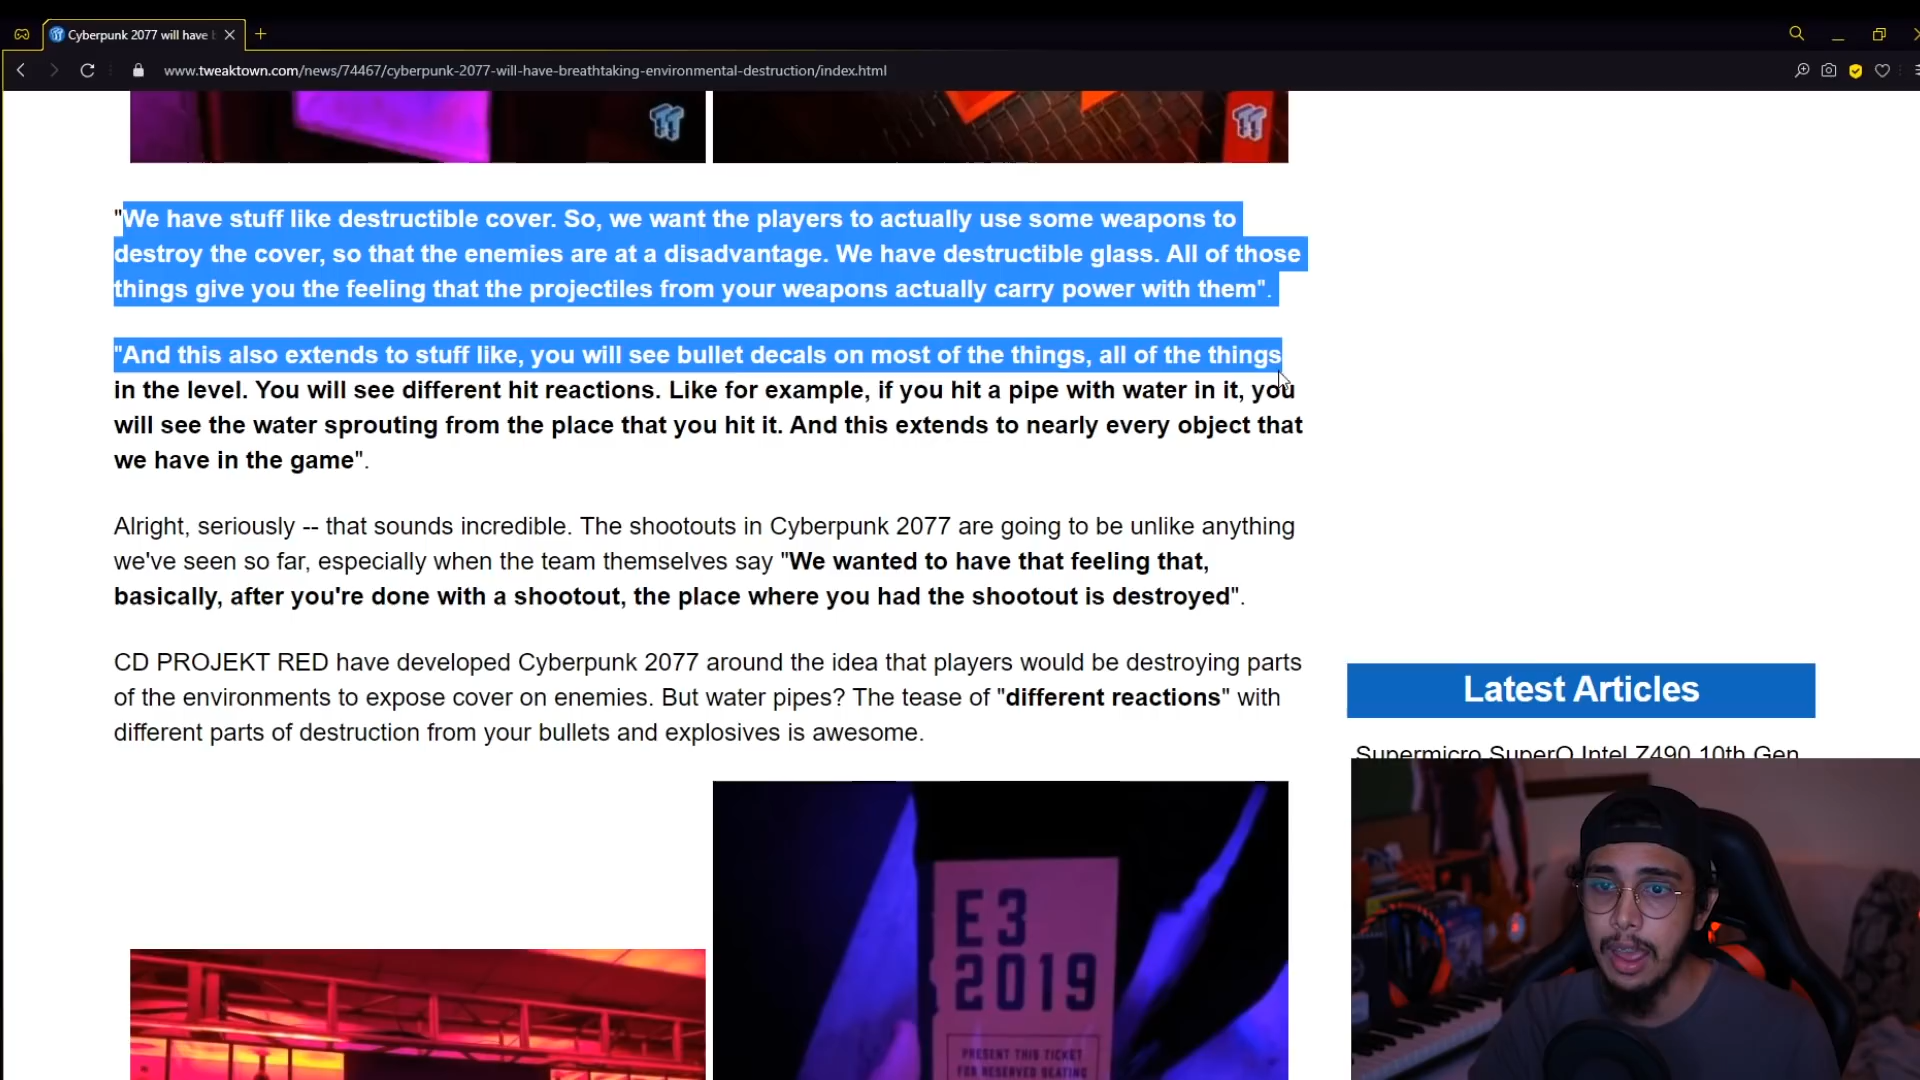 Cyberpunk 2077 will have
www.tweaktown.com/news/74467/cyberpunk-2077-will-have-breathtaking-environmental-destruction/index.html
"We have stuff like destructible cover. So, we want the players to actually use some weapons to
destroy the cover, so that the enemies are at a disadvantage. We have destructible glass. All of those
things give you the feeling that the projectiles from your weapons actually carry power with them".
"And this also extends to stuff like, you will see bullet decals on most of the things, all of the things
in the level. You will see different hit reactions. Like for example, if you hit a pipe with water in it, you
will see the water sprouting from the place that you hit it. And this extends to nearly every object that
we have in the game".
Alright, seriously -- that sounds incredible. The shootouts in Cyberpunk 2077 are going to be unlike anything
we've seen so far, especially when the team themselves say "We wanted to have that feeling that,
basically, after you're done with a shootout, the place where you had the shootout is destroyed".
CD PROJEKT RED have developed Cyberpunk 2077 around the idea that players would be destroying parts
of the environments to expose cover on enemies. But water pipes? The tease of "different reactions" with
different parts of destruction from your bullets and explosives is awesome.
Latest Articles
Supermicro SuperO Intel Z490 10th Gen
E3
2019
PRESENT THIS TICKET
FOR RESERVED SEATING